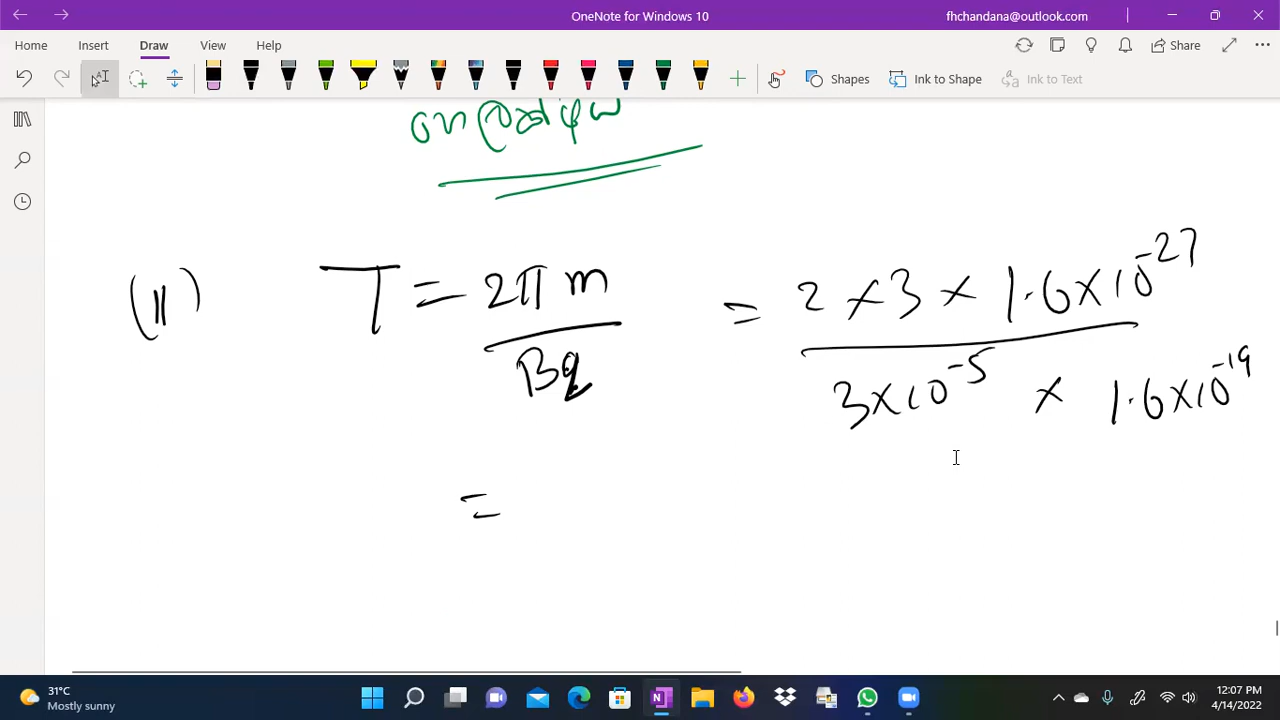 OneNote for Windows 10
fhchandana@outlook.com
Home Insert Draw View Help
Share
Shapes
Ink to Shape
Ink to Text
(II) T = 2πm / Bq = 2 × 3 × 1.6×10⁻²⁷ / 3×10⁻⁵ × 1.6×10⁻¹⁹
=
31°C
Mostly sunny
12:07 PM
4/14/2022